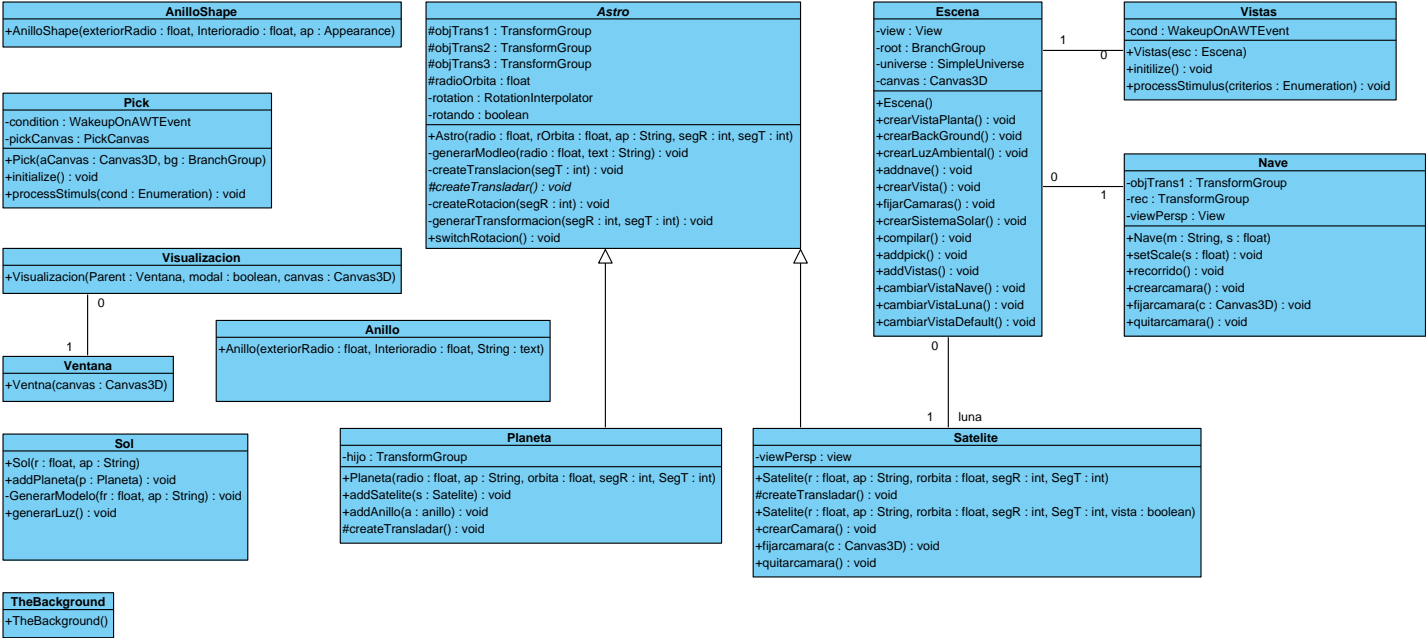 AnilloShape
+AnilloShape(exteriorRadio : float, Interioradio : float, ap : Appearance)
Pick
-condition : WakeupOnAWTEvent
-pickCanvas : PickCanvas
+Pick(aCanvas : Canvas3D, bg : BranchGroup)
+initialize() : void
+processStimuls(cond : Enumeration) : void
Visualizacion
+Visualizacion(Parent : Ventana, modal : boolean, canvas : Canvas3D)
0
1
Ventana
+Ventna(canvas : Canvas3D)
Anillo
+Anillo(exteriorRadio : float, Interioradio : float, String : text)
Sol
+Sol(r : float, ap : String)
+addPlaneta(p : Planeta) : void
-GenerarModelo(fr : float, ap : String) : void
+generarLuz() : void
TheBackground
+TheBackground()
Astro
#objTrans1 : TransformGroup
#objTrans2 : TransformGroup
#objTrans3 : TransformGroup
#radioOrbita : float
-rotation : RotationInterpolator
-rotando : boolean
+Astro(radio : float, rOrbita : float, ap : String, segR : int, segT : int)
-generarModleo(radio : float, text : String) : void
-createTranslacion(segT : int) : void
#createTransladar() : void
-createRotacion(segR : int) : void
-generarTransformacion(segR : int, segT : int) : void
+switchRotacion() : void
Planeta
-hijo : TransformGroup
+Planeta(radio : float, ap : String, orbita : float, segR : int, SegT : int)
+addSatelite(s : Satelite) : void
+addAnillo(a : anillo) : void
#createTransladar() : void
Escena
-view : View
-root : BranchGroup
-universe : SimpleUniverse
-canvas : Canvas3D
+Escena()
+crearVistaPlanta() : void
+crearBackGround() : void
+crearLuzAmbiental() : void
+addnave() : void
+crearVista() : void
+fijarCamaras() : void
+crearSistemaSolar() : void
+compilar() : void
+addpick() : void
+addVistas() : void
+cambiarVistaNave() : void
+cambiarVistaLuna() : void
+cambiarVistaDefault() : void
1
0
Vistas
-cond : WakeupOnAWTEvent
+Vistas(esc : Escena)
+initilize() : void
+processStimulus(criterios : Enumeration) : void
0
1
Nave
-objTrans1 : TransformGroup
-rec : TransformGroup
-viewPersp : View
+Nave(m : String, s : float)
+setScale(s : float) : void
+recorrido() : void
+crearcamara() : void
+fijarcamara(c : Canvas3D) : void
+quitarcamara() : void
0
1 luna
Satelite
-viewPersp : view
+Satelite(r : float, ap : String, rorbita : float, segR : int, SegT : int)
#createTransladar() : void
+Satelite(r : float, ap : String, rorbita : float, segR : int, SegT : int, vista : boolean)
+crearCamara() : void
+fijarcamara(c : Canvas3D) : void
+quitarcamara() : void